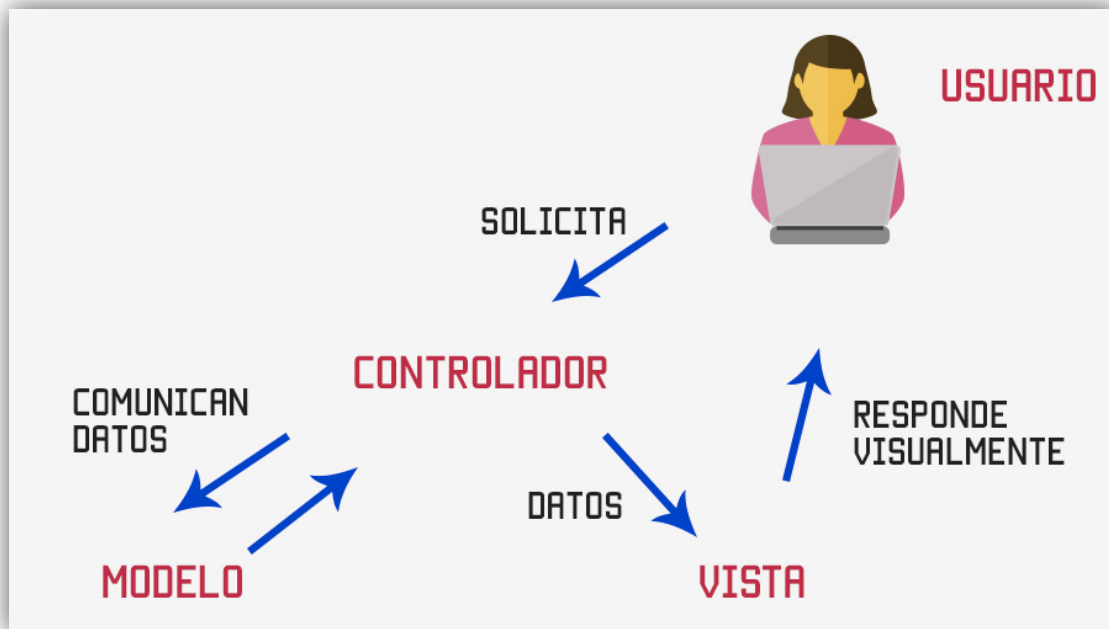 USUARIO
SOLICITA
CONTROLADOR
COMUNICAN
DATOS
RESPONDE
VISUALMENTE
DATOS
MODELO
VISTA